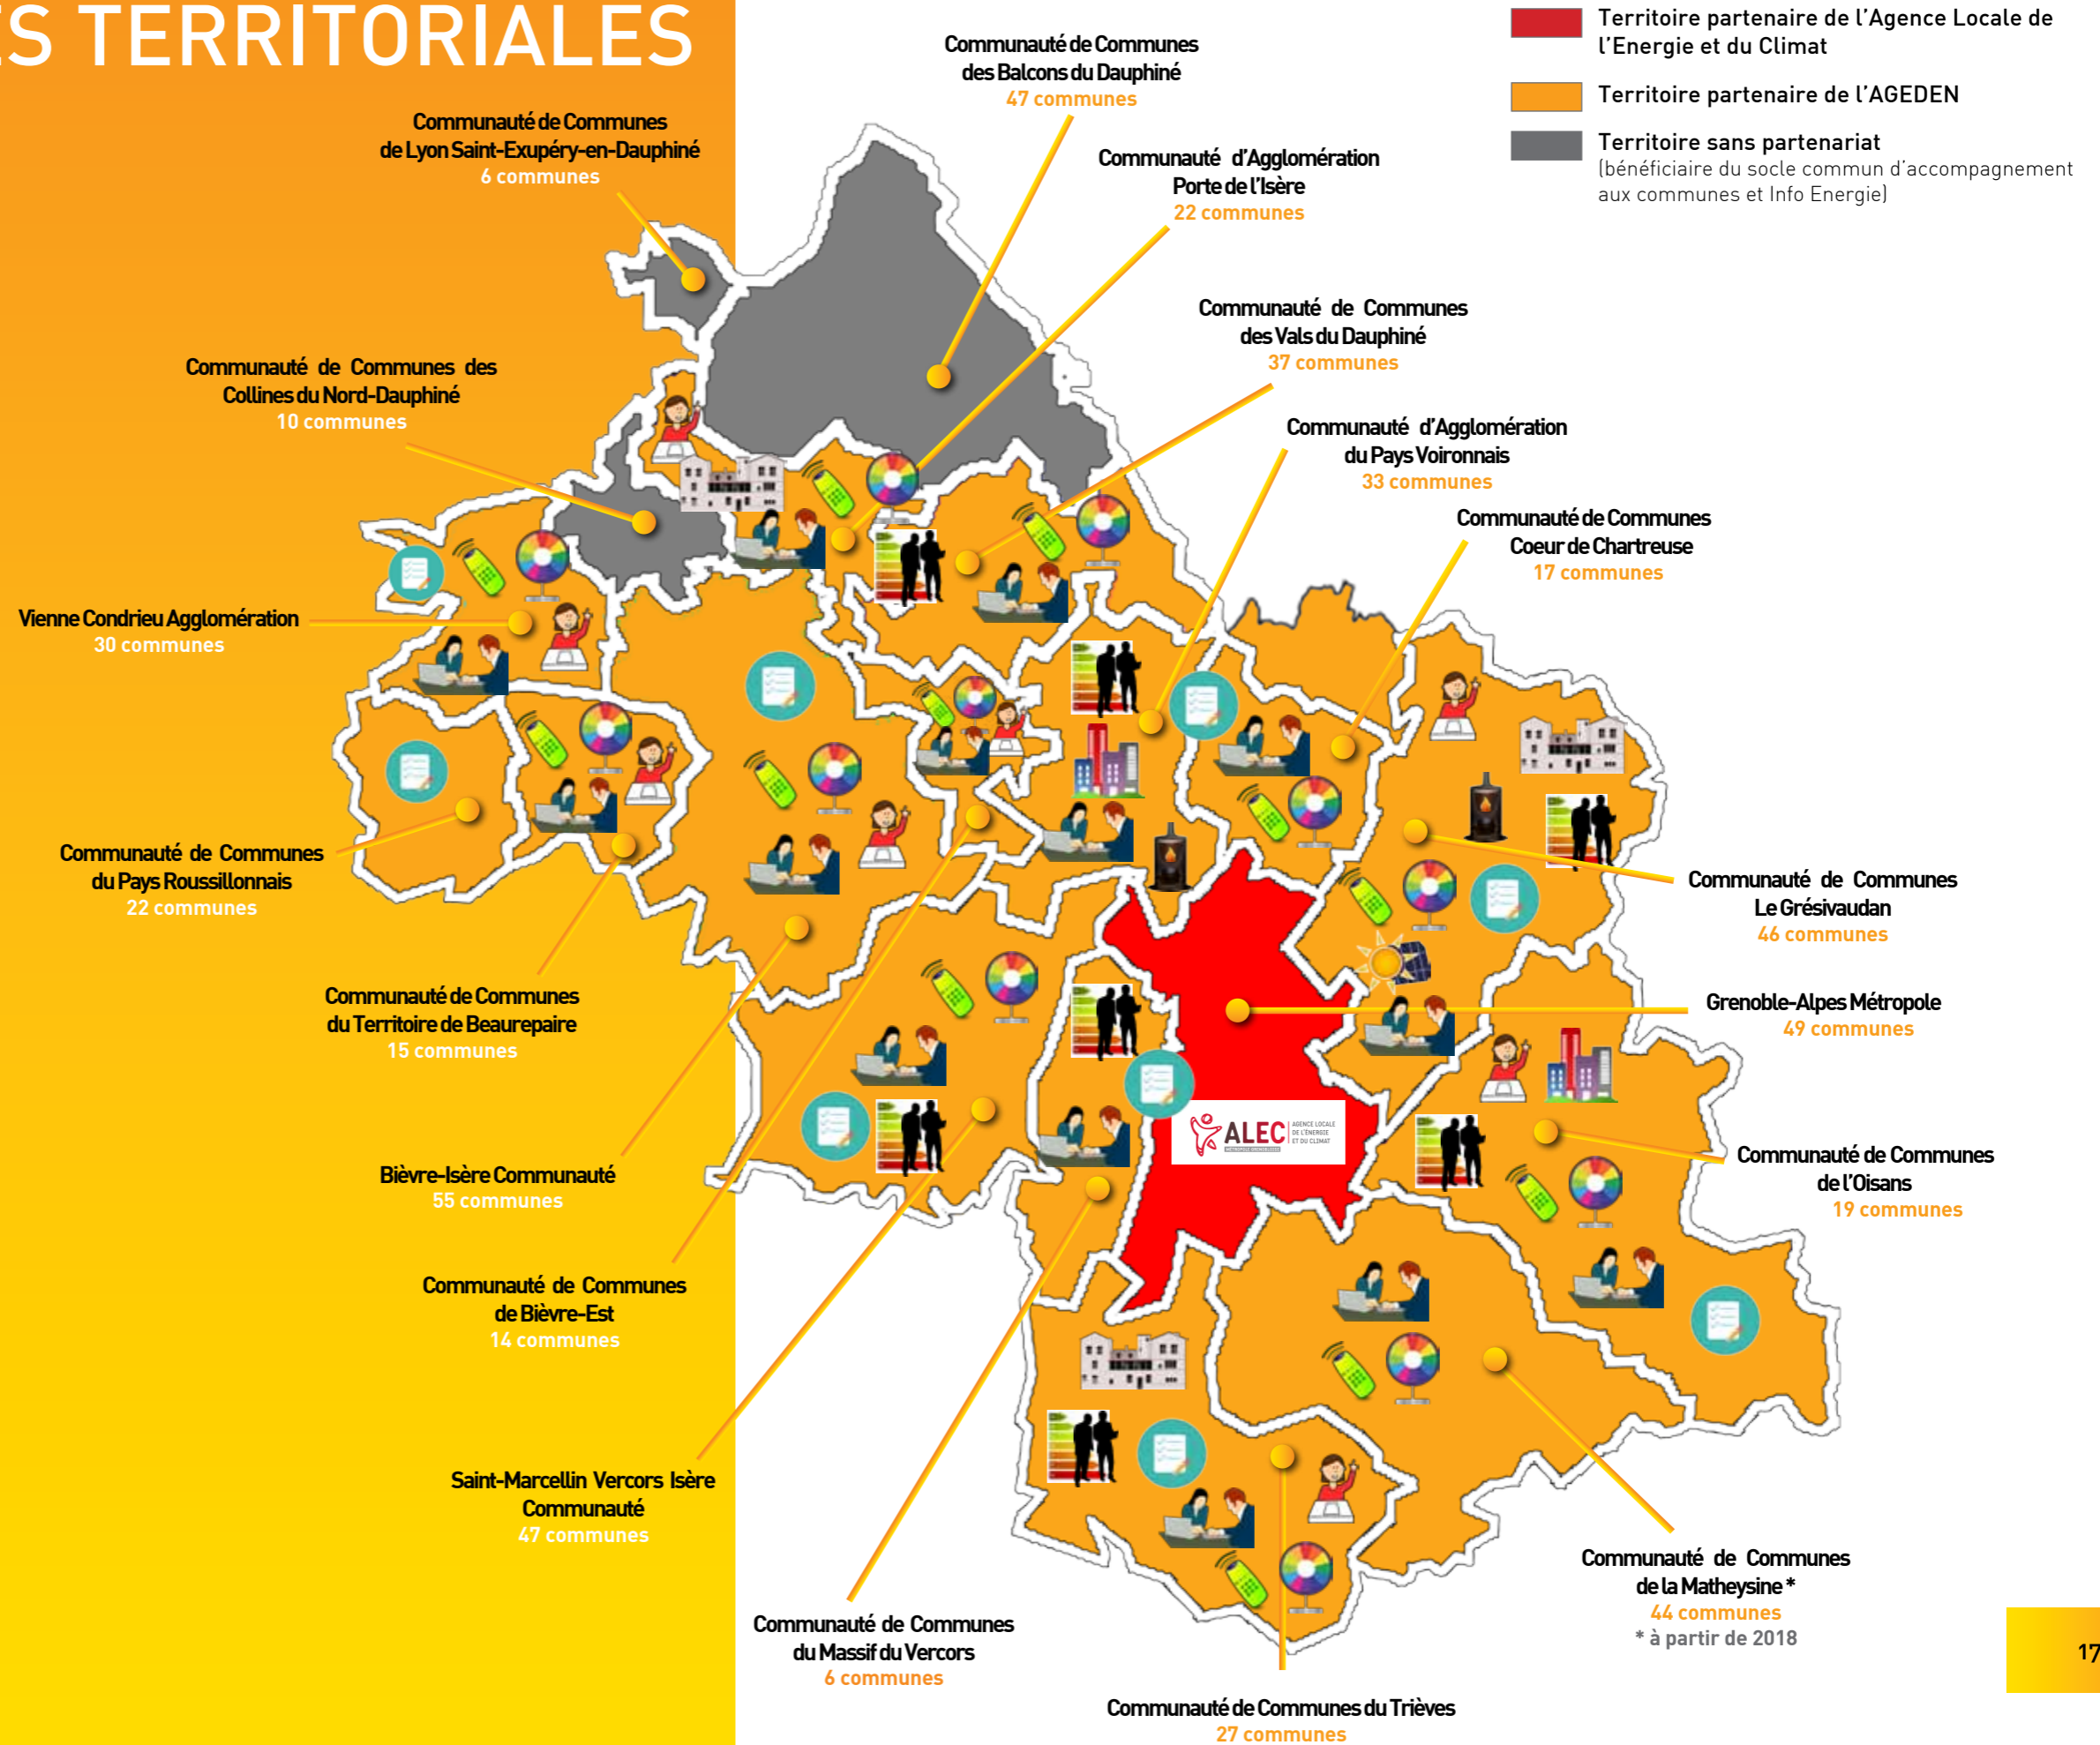 ES TERRITORIALES
Territoire partenaire de l'Agence Locale de
l'Energie et du Climat
Territoire partenaire de l'AGEDEN
Territoire sans partenariat
(bénéficiaire du socle commun d'accompagnement
aux communes et Info Energie)
Communauté de Communes
des Balcons du Dauphiné
47 communes
Communauté de Communes
de Lyon Saint-Exupéry-en-Dauphiné
6 communes
Communauté d'Agglomération
Porte de l'Isère
22 communes
Communauté de Communes
des Vals du Dauphiné
37 communes
Communauté de Communes des
Collines du Nord-Dauphiné
10 communes
Communauté d'Agglomération
du Pays Voironnais
33 communes
Communauté de Communes
Coeur de Chartreuse
17 communes
Vienne Condrieu Agglomération
30 communes
Communauté de Communes
du Pays Roussillonnais
22 communes
Communauté de Communes
Le Grésivaudan
46 communes
Communauté de Communes
du Territoire de Beaurepaire
15 communes
Grenoble-Alpes Métropole
49 communes
ALEC
AGENCE LOCALE
DE L'ÉNERGIE
ET DU CLIMAT
Communauté de Communes
de l'Oisans
19 communes
Bièvre-Isère Communauté
55 communes
Communauté de Communes
de Bièvre-Est
14 communes
Saint-Marcellin Vercors Isère
Communauté
47 communes
Communauté de Communes
de la Matheysine *
44 communes
* à partir de 2018
Communauté de Communes
du Massif du Vercors
6 communes
Communauté de Communes du Trièves
27 communes
17